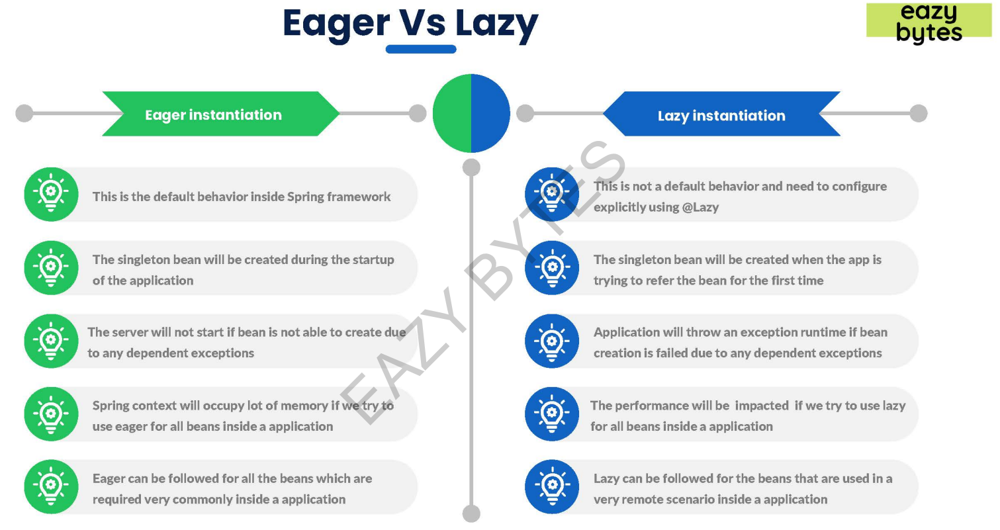 Eager Vs Lazy
eazy
bytes
Eager instantiation
This is the default behavior inside Spring framework
The singleton bean will be created during the startup
of the application
The server will not start if bean is not able to create due
to any dependent exceptions
Spring context will occupy lot of memory if we try to
use eager for all beans inside a application
Eager can be followed for all the beans which are
required very commonly inside a application
Lazy instantiation
This is not a default behavior and need to configure
explicitly using @Lazy
The singleton bean will be created when the app is
trying to refer the bean for the first time
Application will throw an exception runtime if bean
creation is failed due to any dependent exceptions
The performance will be impacted if we try to use lazy
for all beans inside a application
Lazy can be followed for the beans that are used in a
very remote scenario inside a application
EAZY BYTES